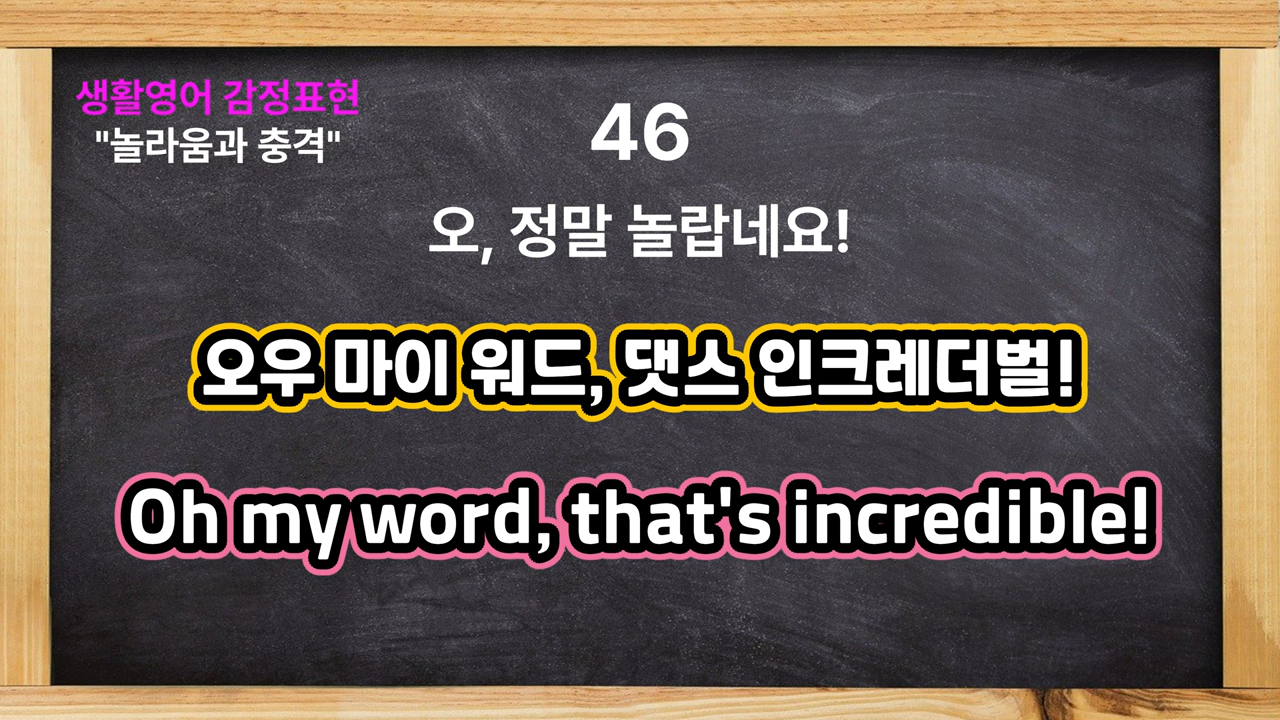 생활영어 감정표현
"놀라움과 충격"
46
오, 정말 놀랍네요!
오우 마이 워드, 댓스 인크레더벌!
Oh my word, that's incredible!